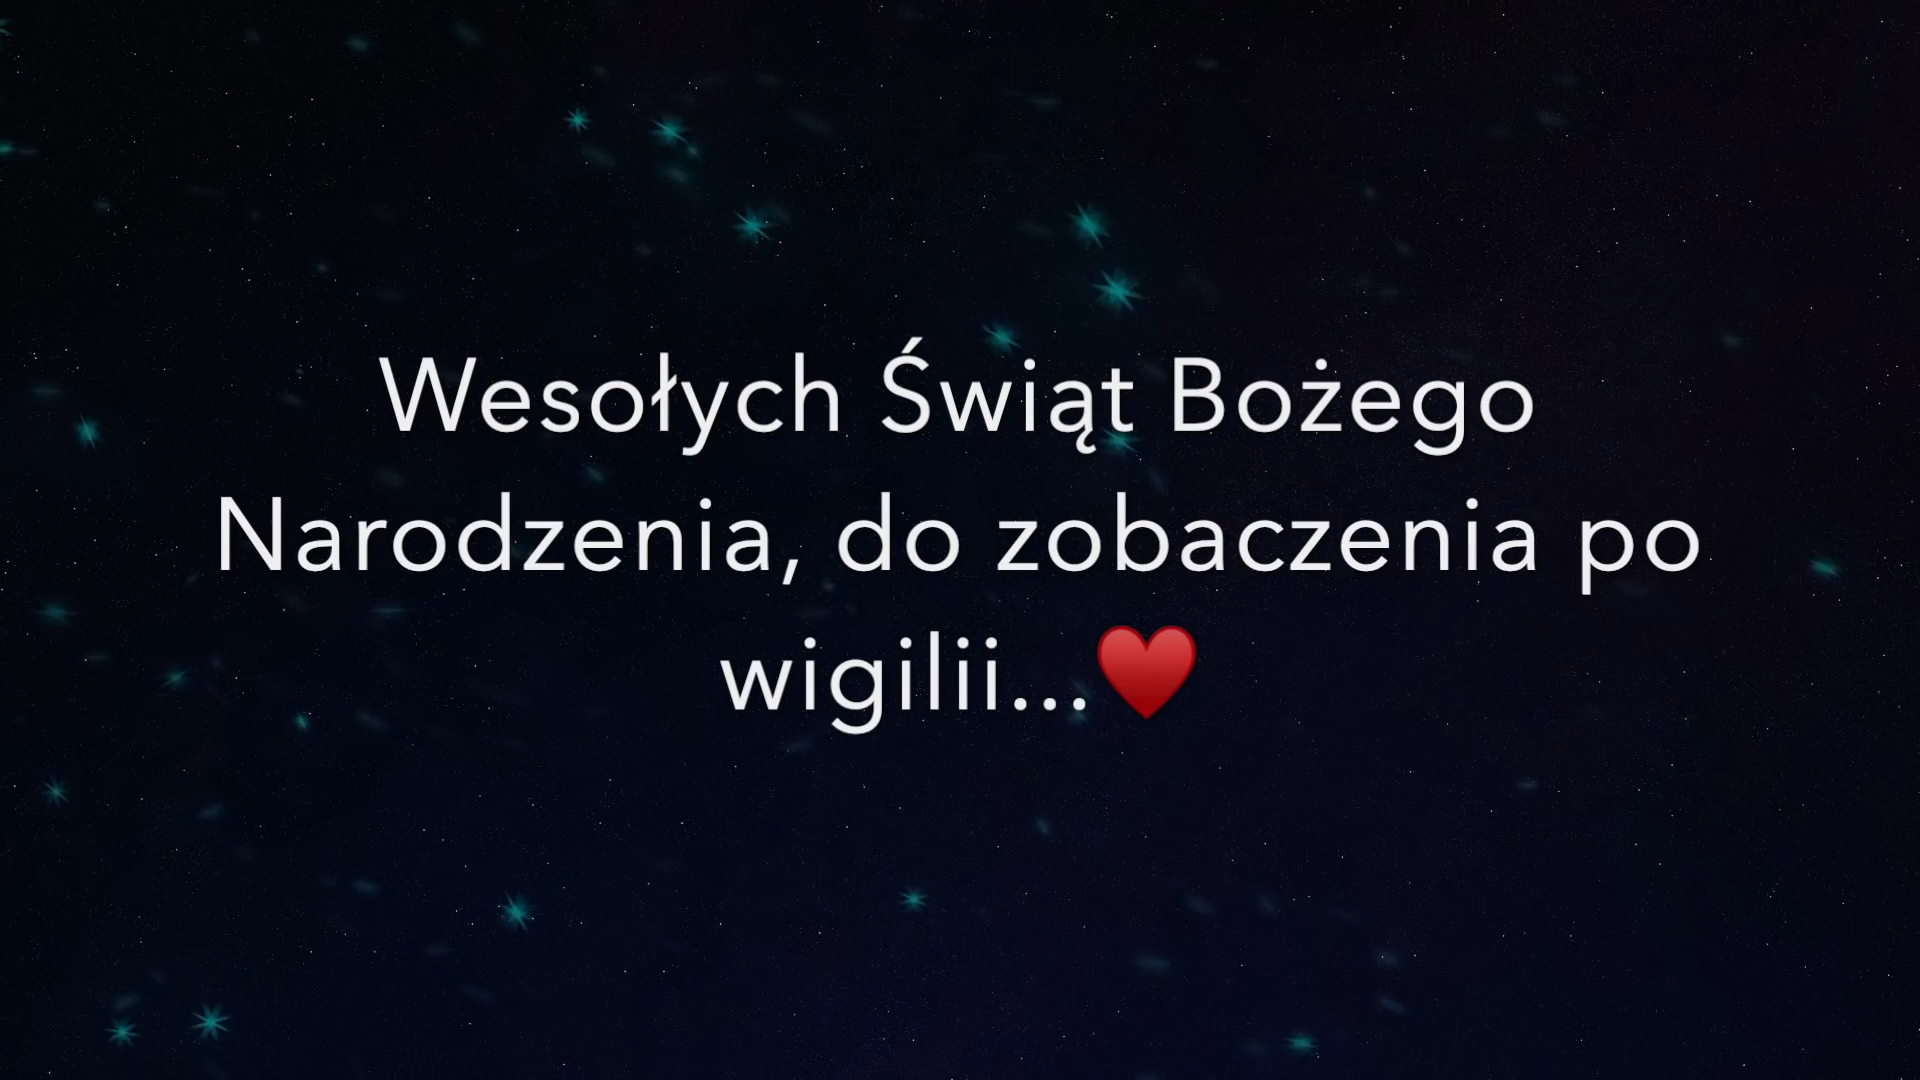 Wesołych Świąt Bożego
Narodzenia, do zobaczenia po
wigilii...♥️